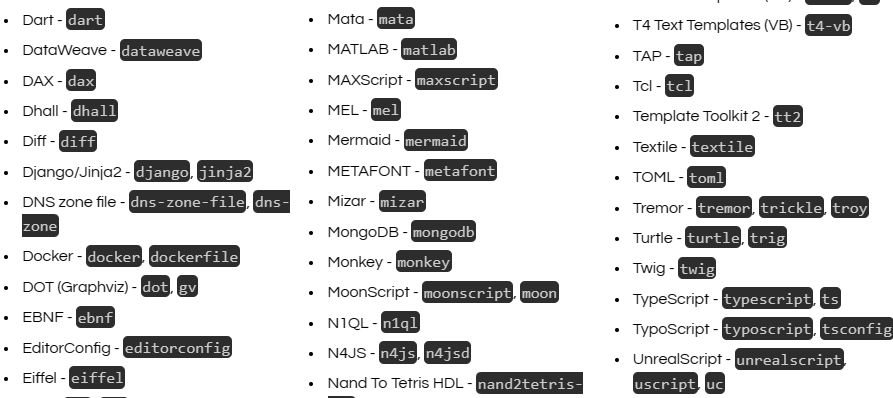 Dart - dart
DataWeave - dataweave
DAX - dax
Dhall - dhall
Diff - diff
Django/Jinja2 - django, jinja2
DNS zone file - dns-zone-file, dns-
zone
Docker - docker, dockerfile
DOT (Graphviz) - dot, gv
EBNF - ebnf
EditorConfig - editorconfig
Eiffel - eiffel
Mata - mata
MATLAB - matlab
MAXScript - maxscript
MEL - mel
Mermaid - mermaid
METAFONT - metafont
Mizar - mizar
MongoDB - mongodb
Monkey - monkey
MoonScript - moonscript, moon
N1QL - n1ql
N4JS - n4js, n4jsd
Nand To Tetris HDL - nand2tetris-
T4 Text Templates (VB) - t4-vb
TAP - tap
Tcl - tcl
Template Toolkit 2 - tt2
Textile - textile
TOML - toml
Tremor - tremor, trickle, troy
Turtle - turtle, trig
Twig - twig
TypeScript - typescript, ts
TypoScript - typoscript, tsconfig
UnrealScript - unrealscript,
uscript, uc